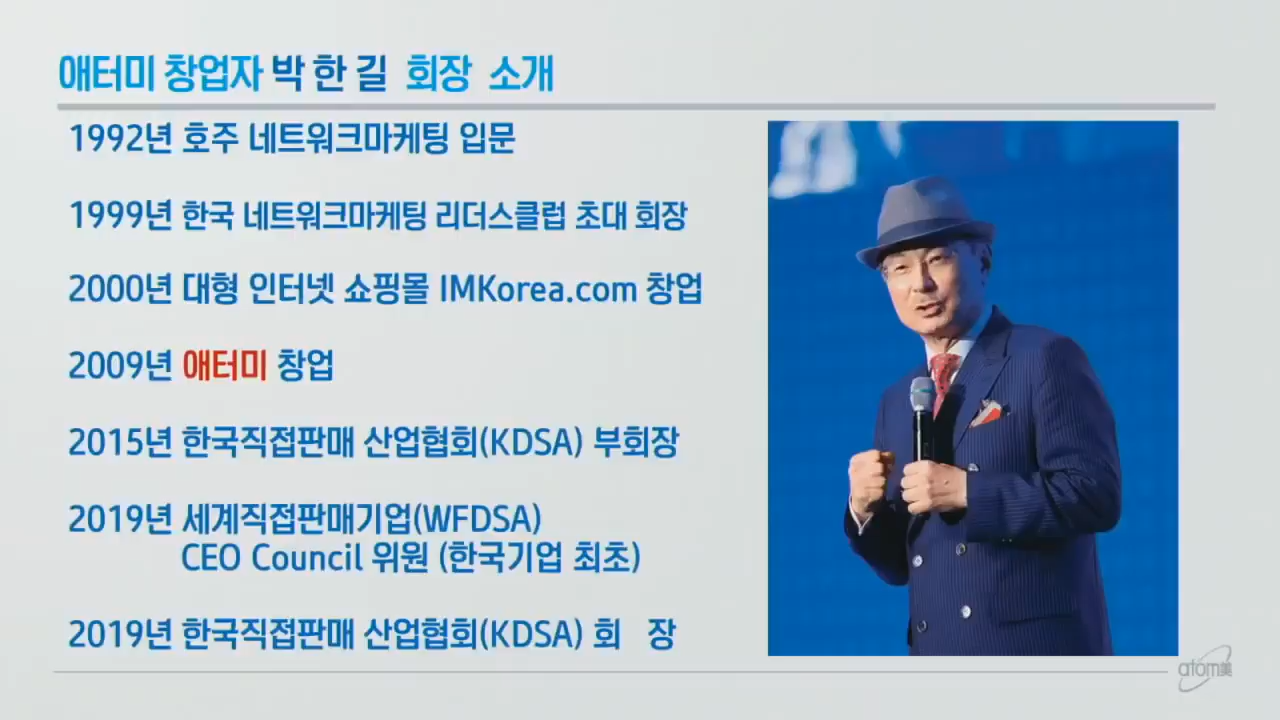 애터미 창업자 박 한 길 회장 소개
1992년 호주 네트워크마케팅 입문
1999년 한국 네트워크마케팅 리더스클럽 초대 회장
2000년 대형 인터넷 쇼핑몰 IMKorea.com 창업
2009년 애터미 창업
2015년 한국직접판매 산업협회(KDSA) 부회장
2019년 세계직접판매기업(WFDSA)
CEO Council 위원 (한국기업 최초)
2019년 한국직접판매 산업협회(KDSA) 회 장
atom美